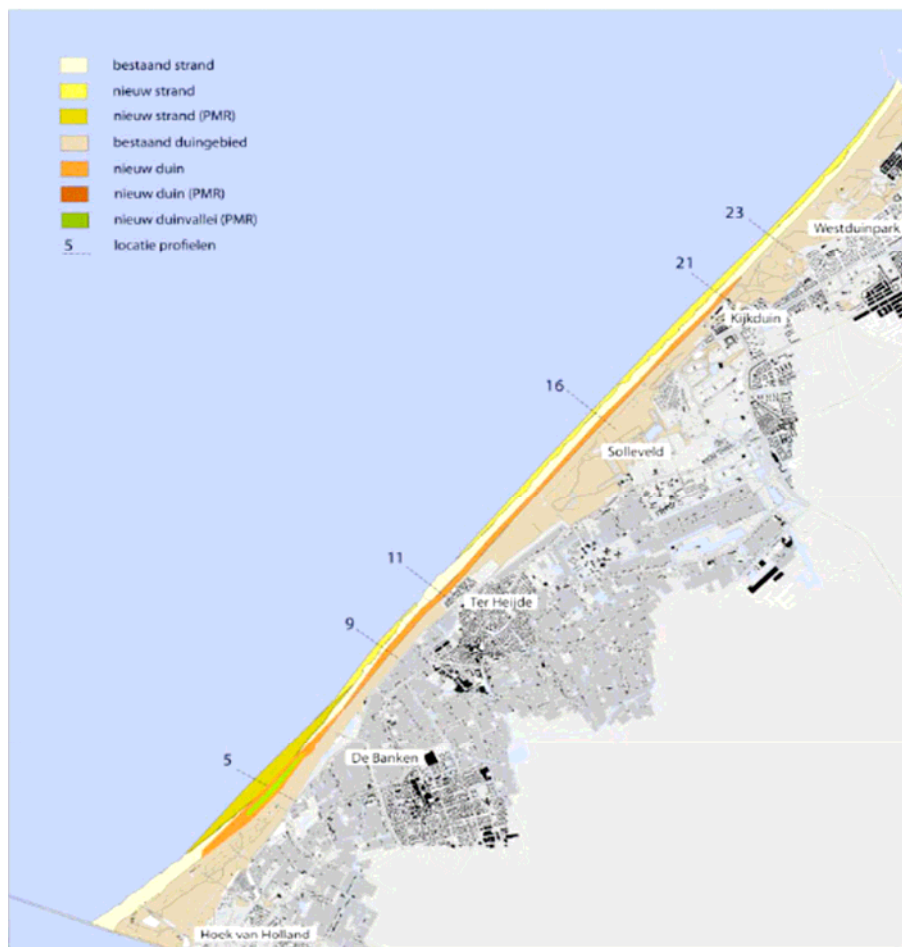 bestaand strand
nieuw strand
nieuw strand (PMR)
bestaand duingebied
nieuw duin
nieuw duin (PMR)
nieuw duinvallei (PMR)
5 locatie profielen
23
Westduinpark
21
Kijkduin
16
Solleveld
11
Ter Heijde
9
De Banken
5
Hoek van Holland